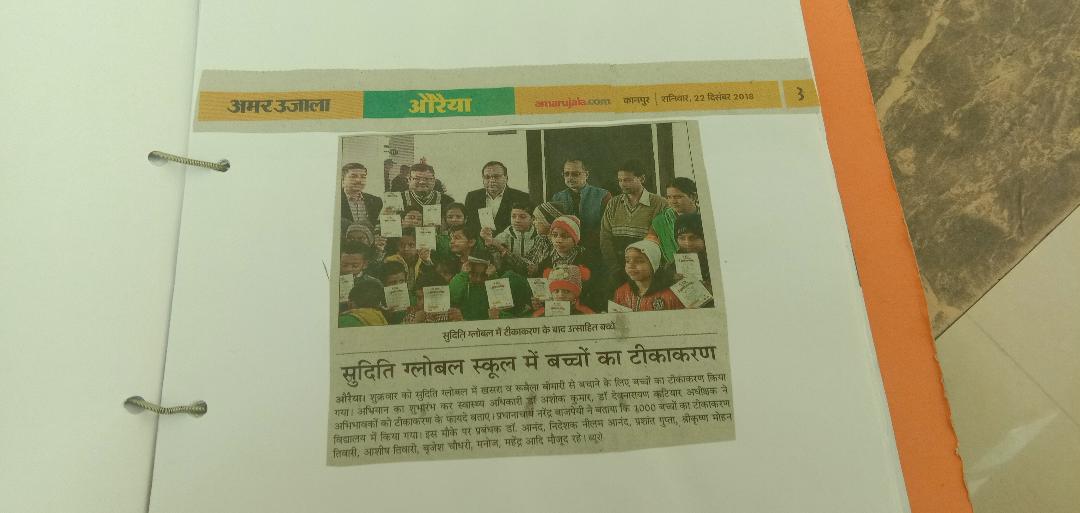 अमर उजाला औरैया amarujala.com कानपुर | शनिवार, 22 दिसंबर 2018 3
सुदिति ग्लोबल में टीकाकरण के बाद उत्साहित बच्चे
सुदिति ग्लोबल स्कूल में बच्चों का टीकाकरण
औरैया। शुक्रवार को सुदिति ग्लोबल में खसरा व रूबैला बीमारी से बचाने के लिए बच्चों का टीकाकरण किया
गया। अभियान का शुभारंभ कर स्वास्थ्य अधिकारी डॉ अशोक कुमार, डॉ देवनारायण कटियार अधीक्षक ने
अभिभावकों को टीकाकरण के फायदे बताए। प्रधानाचार्य नरेंद्र बाजपेयी ने बताया कि 1,000 बच्चों का टीकाकरण
विद्यालय में किया गया। इस मौके पर प्रबंधक डॉ. आनंद, निदेशक नीलम आनंद, प्रशांत गुप्ता, श्रीकृष्ण मोहन
तिवारी, आशीष तिवारी, बृजेश चौधरी, मनोज, महेंद्र आदि मौजूद रहे। ब्यूरो